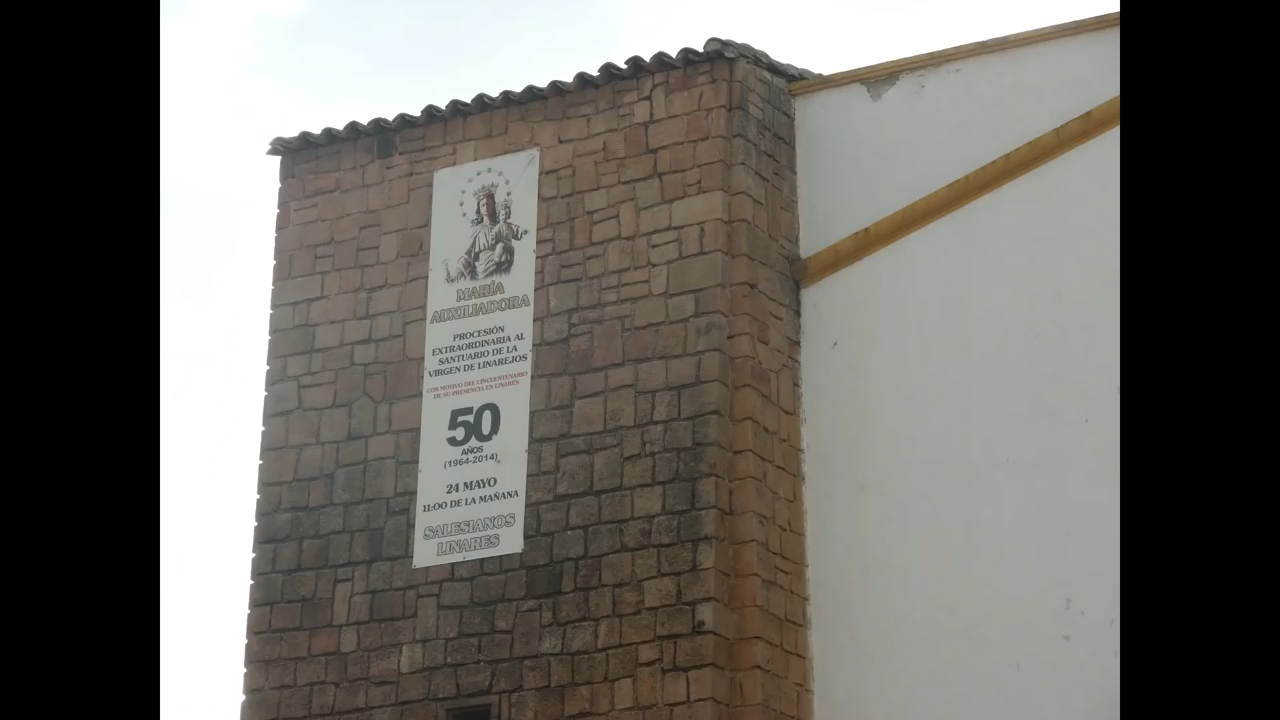 MARÍA
AUXILIADORA
PROCESIÓN
EXTRAORDINARIA AL
SANTUARIO DE LA
VIRGEN DE LINAREJOS
CON MOTIVO DEL CINCUENTENARIO
DE SU PRESENCIA EN LINARES
50
AÑOS
(1964-2014)
24 MAYO
11:00 DE LA MAÑANA
SALESIANOS
LINARES